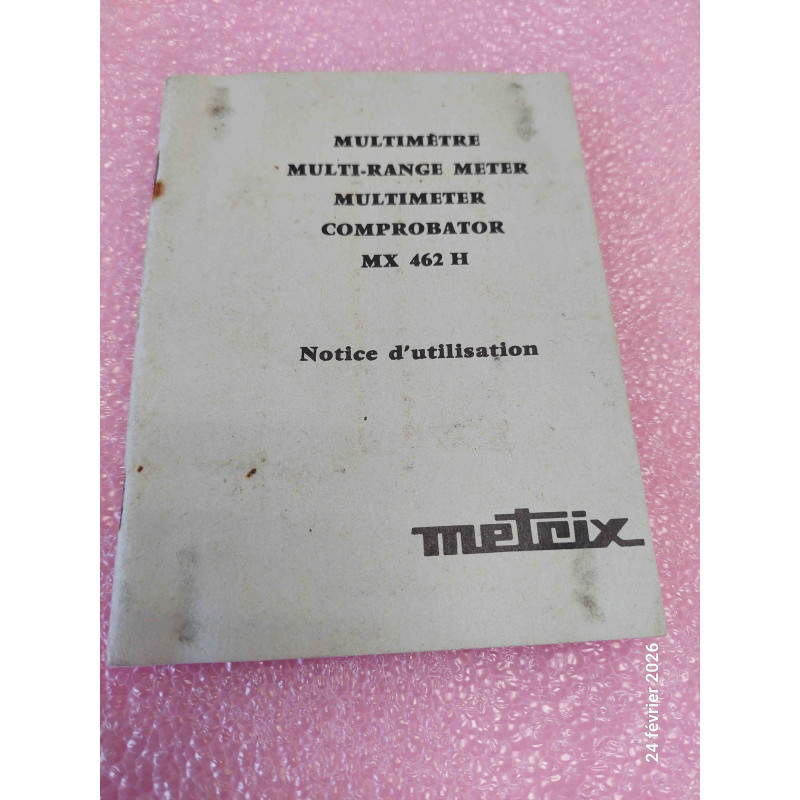 MULTIMÈTRE
MULTI-RANGE METER
MULTIMETER
COMPROBATOR
MX 462 H
Notice d'utilisation
metrix
24 février 2026